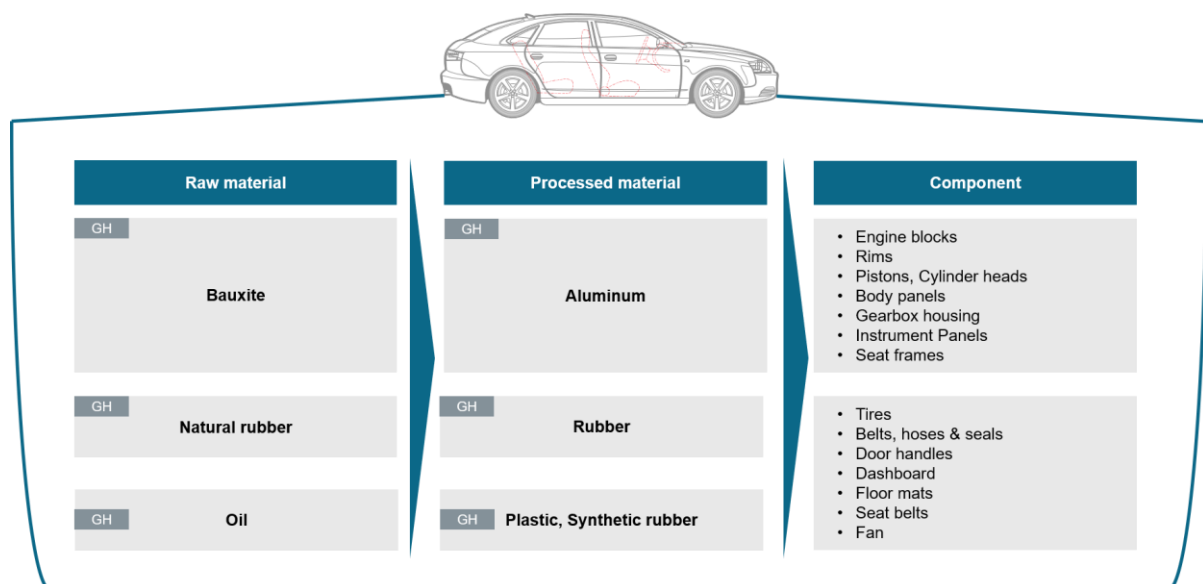 Raw material
Processed material
Component
GH
Bauxite
GH
Aluminum
• Engine blocks
• Rims
• Pistons, Cylinder heads
• Body panels
• Gearbox housing
• Instrument Panels
• Seat frames
GH
Natural rubber
GH
Rubber
GH
Oil
GH
Plastic, Synthetic rubber
• Tires
• Belts, hoses & seals
• Door handles
• Dashboard
• Floor mats
• Seat belts
• Fan